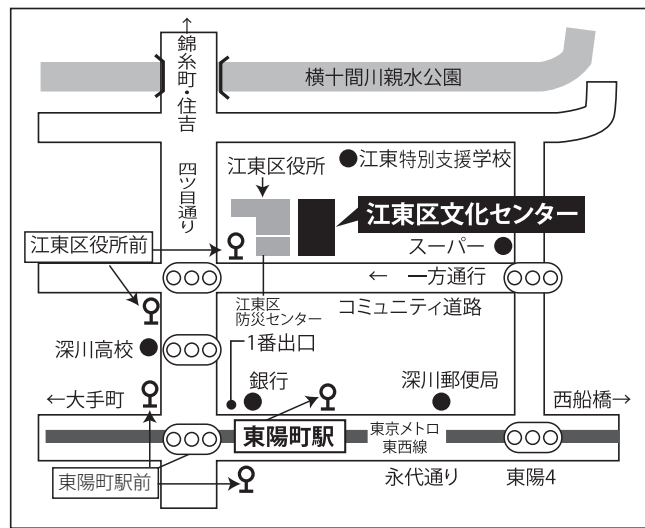 ↑錦糸町・住吉
横十間川親水公園
四ツ目通り
江東区役所
江東特別支援学校
江東区文化センター
江東区役所前
スーパー
← 一方通行
江東区
防災センター
コミュニティ道路
深川高校
1番出口
銀行
深川郵便局
←大手町
西船橋→
東陽町駅
東京メトロ
東西線
東陽町駅前
永代通り
東陽4